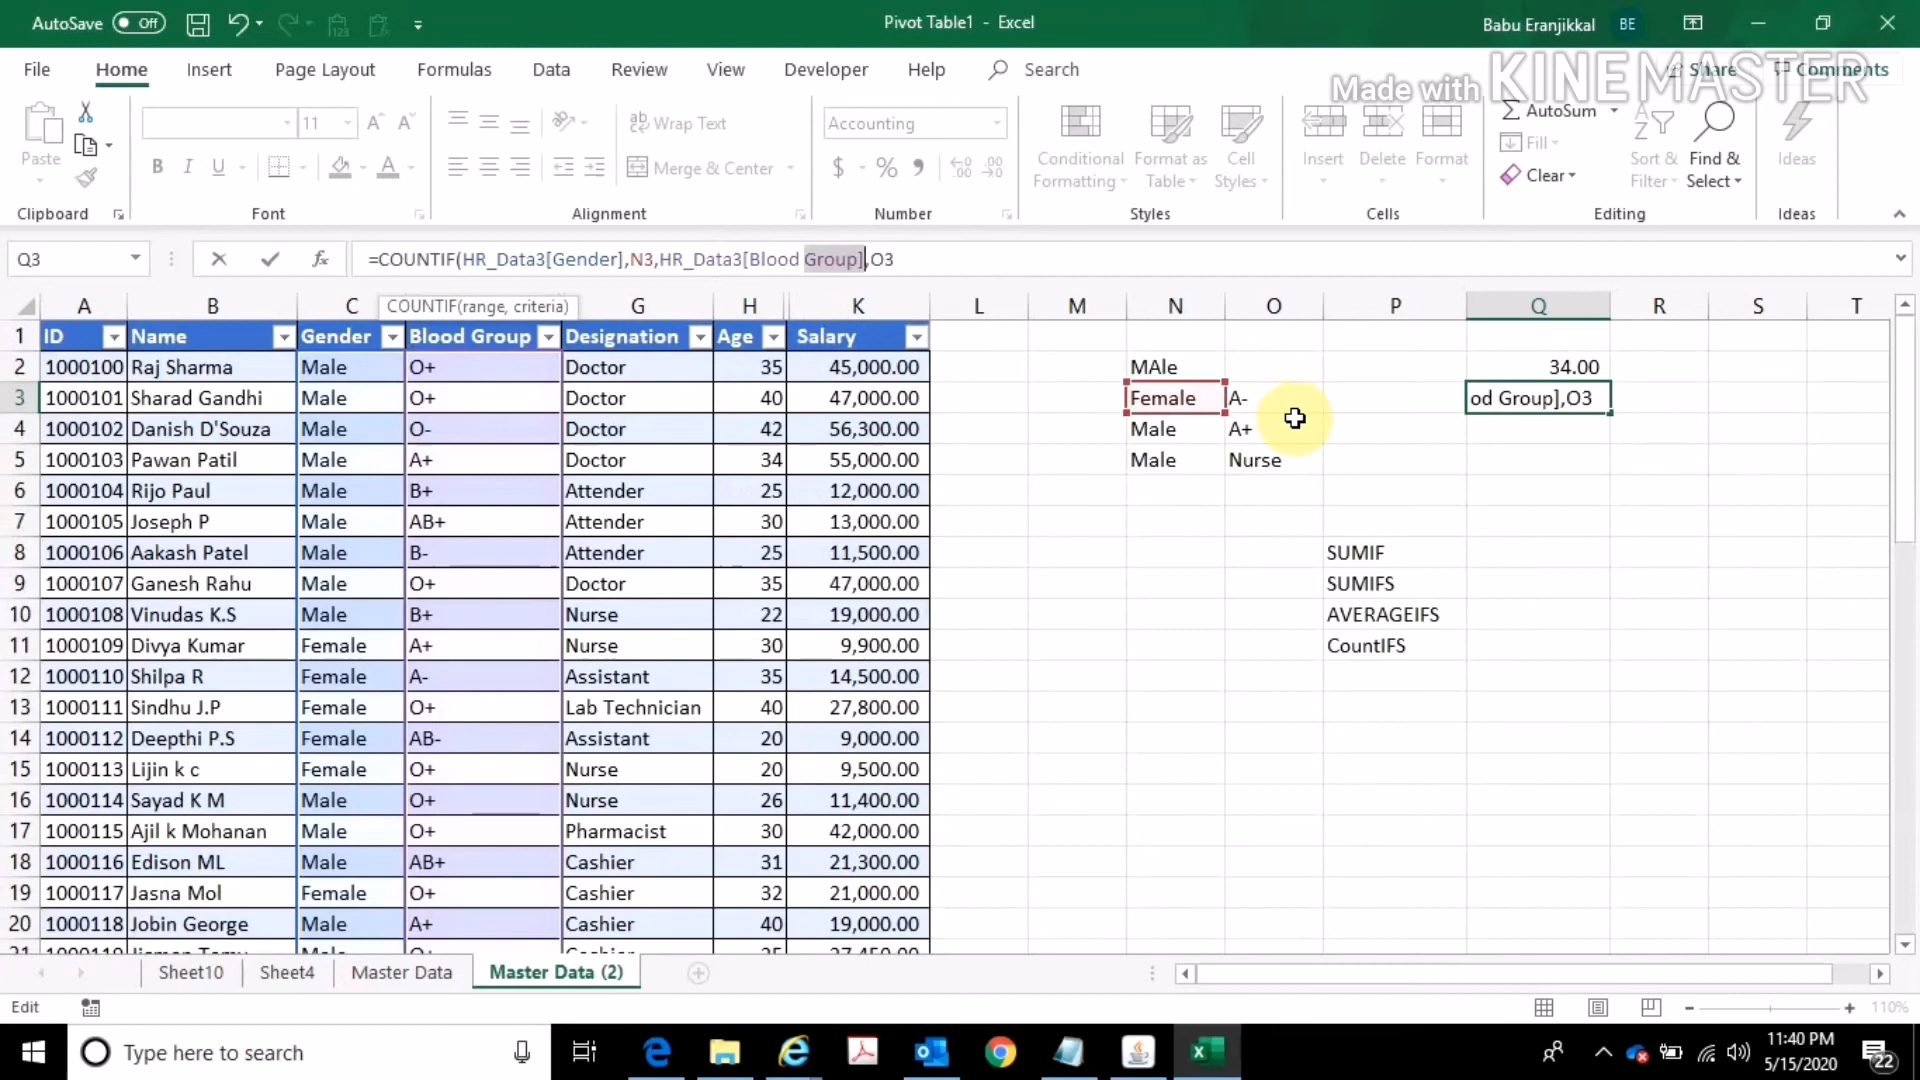 AutoSave Off Pivot Table1 - Excel Babu Eranjikkal BE
File Home Insert Page Layout Formulas Data Review View Developer Help Search Share Comments
Made with KINEMASTER
Paste 11 Wrap Text Accounting Conditional Formatting Format as Table Cell Styles Insert Delete Format AutoSum Sort & Filter Find & Select Ideas
B I U Merge & Center $ % Fill
Clear
Clipboard Font Alignment Number Styles Cells Editing Ideas
Q3 fx =COUNTIF(HR_Data3[Gender],N3,HR_Data3[Blood Group],O3
COUNTIF(range, criteria)
A B C G H K L M N O P Q R S T
1 ID Name Gender Blood Group Designation Age Salary
2 1000100 Raj Sharma Male O+ Doctor 35 45,000.00 MAle 34.00
3 1000101 Sharad Gandhi Male O+ Doctor 40 47,000.00 Female A- od Group],O3
4 1000102 Danish D'Souza Male O- Doctor 42 56,300.00 Male A+
5 1000103 Pawan Patil Male A+ Doctor 34 55,000.00 Male Nurse
6 1000104 Rijo Paul Male B+ Attender 25 12,000.00
7 1000105 Joseph P Male AB+ Attender 30 13,000.00
8 1000106 Aakash Patel Male B- Attender 25 11,500.00 SUMIF
9 1000107 Ganesh Rahu Male O+ Doctor 35 47,000.00 SUMIFS
10 1000108 Vinudas K.S Male B+ Nurse 22 19,000.00 AVERAGEIFS
11 1000109 Divya Kumar Female A+ Nurse 30 9,900.00 CountIFS
12 1000110 Shilpa R Female A- Assistant 35 14,500.00
13 1000111 Sindhu J.P Female O+ Lab Technician 40 27,800.00
14 1000112 Deepthi P.S Female AB- Assistant 20 9,000.00
15 1000113 Lijin k c Female O+ Nurse 20 9,500.00
16 1000114 Sayad K M Male O+ Nurse 26 11,400.00
17 1000115 Ajil k Mohanan Male O+ Pharmacist 30 42,000.00
18 1000116 Edison ML Male AB+ Cashier 31 21,300.00
19 1000117 Jasna Mol Female O+ Cashier 32 21,000.00
20 1000118 Jobin George Male A+ Cashier 40 19,000.00
Sheet10 Sheet4 Master Data Master Data (2)
Edit 110%
Type here to search 11:40 PM
5/15/2020 22